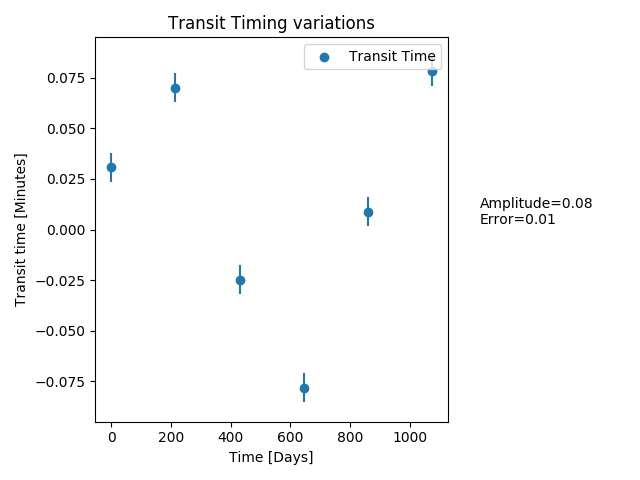 Transit Timing variations
Transit Time
Transit time [Minutes]
0.075
0.050
0.025
0.000
−0.025
−0.050
−0.075
Amplitude=0.08
Error=0.01
0 200 400 600 800 1000
Time [Days]